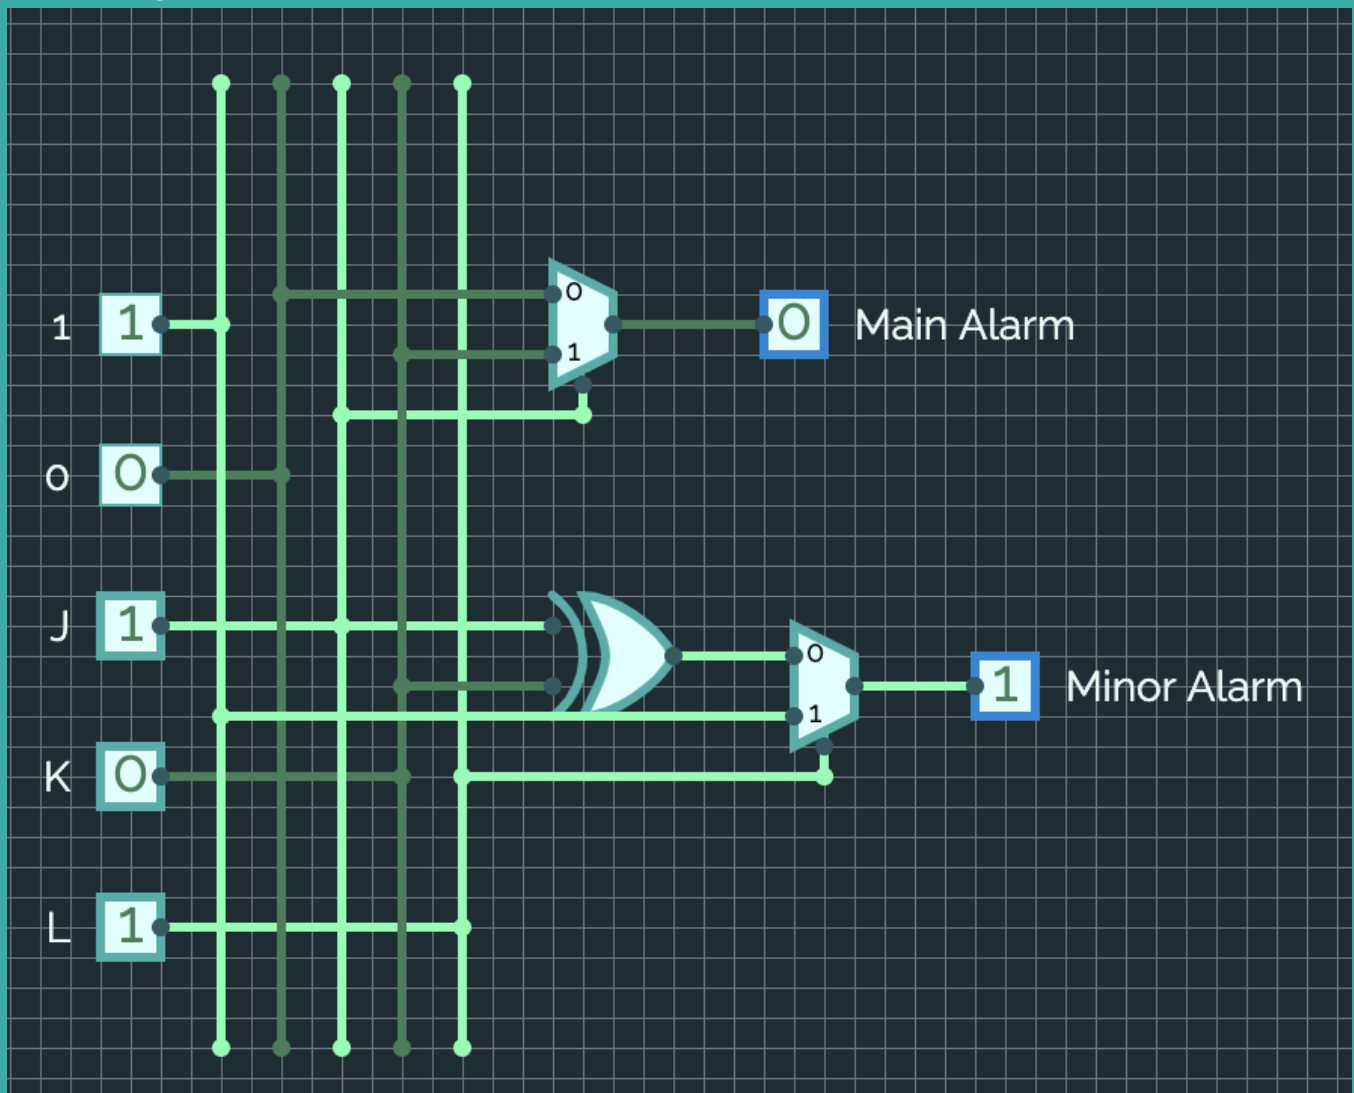 0
1 1 1 0 Main Alarm
0 0
J 1
0
1 1 Minor Alarm
K 0
L 1